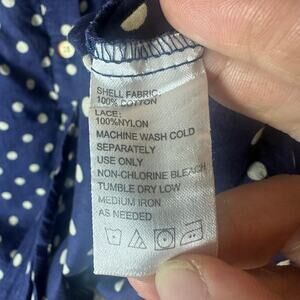 SHELL FABRIC:
100% COTTON
LACE:
100%NYLON
MACHINE WASH COLD
SEPARATELY
USE ONLY
NON-CHLORINE BLEACH
TUMBLE DRY LOW
MEDIUM IRON
AS NEEDED